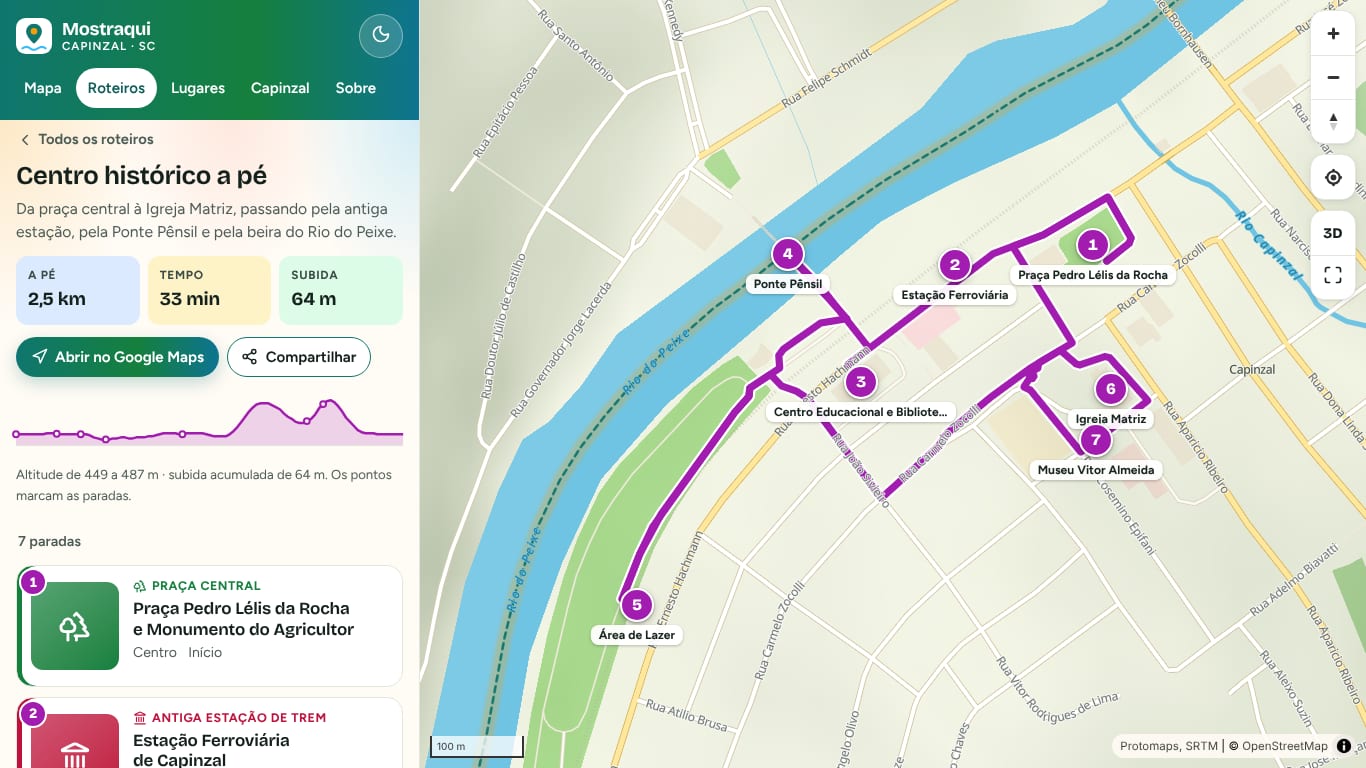 Mostraqui
CAPINZAL · SC
Mapa
Roteiros
Lugares
Capinzal
Sobre
Todos os roteiros
Centro histórico a pé
Da praça central à Igreja Matriz, passando pela antiga
estação, pela Ponte Pênsil e pela beira do Rio do Peixe.
A PÉ
2,5 km
TEMPO
33 min
SUBIDA
64 m
Abrir no Google Maps
Compartilhar
Altitude de 449 a 487 m · subida acumulada de 64 m. Os pontos
marcam as paradas.
7 paradas
1
PRAÇA CENTRAL
Praça Pedro Lélis da Rocha
e Monumento do Agricultor
Centro Início
2
ANTIGA ESTAÇÃO DE TREM
Estação Ferroviária
de Capinzal
Rua Santo Antônio
Rua Epitácio Pessoa
Rua Felipe Schmidt
Rua Doutor Júlio de Castilho
Rua Governador Jorge Lacerda
Rio do Peixe
Rio do Peixe
4
Ponte Pênsil
2
Estação Ferroviária
1
Praça Pedro Lélis da Rocha
3
Centro Educacional e Bibliote...
6
Igreja Matriz
7
Museu Vitor Almeida
5
Área de Lazer
Rio Capinzal
Capinzal
Rua Carmelo Zocolli
Rua Aparício Ribeiro
Rua Ernesto Hachmann
Rua Carmelo Zocolli
Rua Atilio Brusa
Rua Vitor Rodrigues de Lima
Rua Adelmo Biavatti
Rua Aparício Ribeiro
Rua Aleixo Suzin
Rua Dona Linda
+
−
3D
100 m
Protomaps, SRTM | © OpenStreetMap